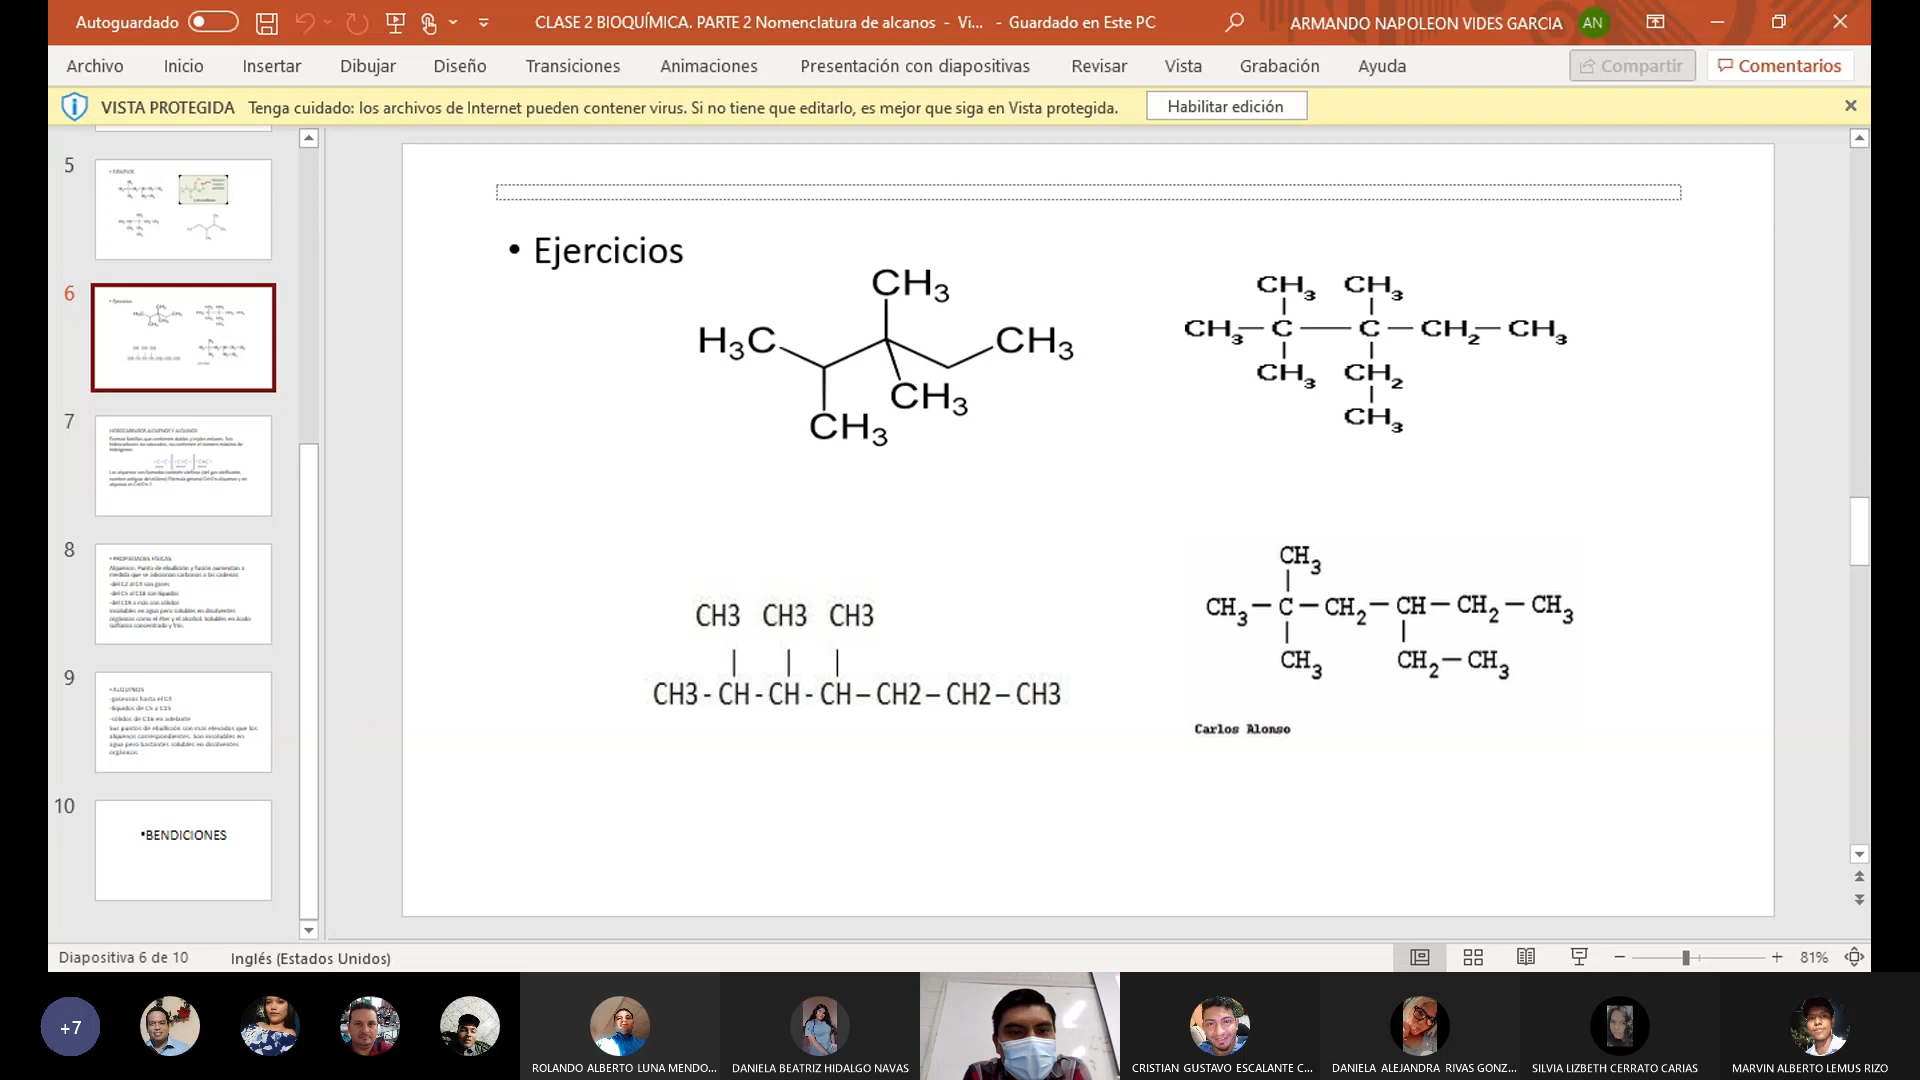 Autoguardado
CLASE 2 BIOQUÍMICA. PARTE 2 Nomenclatura de alcanos - Vi... - Guardado en Este PC
ARMANDO NAPOLEON VIDES GARCIA
AN
Archivo Inicio Insertar Dibujar Diseño Transiciones Animaciones Presentación con diapositivas Revisar Vista Grabación Ayuda
Compartir
Comentarios
VISTA PROTEGIDA Tenga cuidado: los archivos de Internet pueden contener virus. Si no tiene que editarlo, es mejor que siga en Vista protegida.
Habilitar edición
5
6
7
8
• PROPIEDADES FÍSICAS
9
• ALQUINOS
10
•BENDICIONES
• Ejercicios
CH3
H3C
CH3
CH3
CH3
CH3 CH3
CH3—C—C—CH2—CH3
CH3 CH2
CH3
CH3 CH3 CH3
CH3-CH-CH-CH–CH2–CH2–CH3
CH3
CH3—C—CH2—CH—CH2—CH3
CH3 CH2—CH3
Carlos Alonso
Diapositiva 6 de 10
Inglés (Estados Unidos)
81%
+7
ROLANDO ALBERTO LUNA MENDO...
DANIELA BEATRIZ HIDALGO NAVAS
CRISTIAN GUSTAVO ESCALANTE C...
DANIELA ALEJANDRA RIVAS GONZ...
SILVIA LIZBETH CERRATO CARIAS
MARVIN ALBERTO LEMUS RIZO